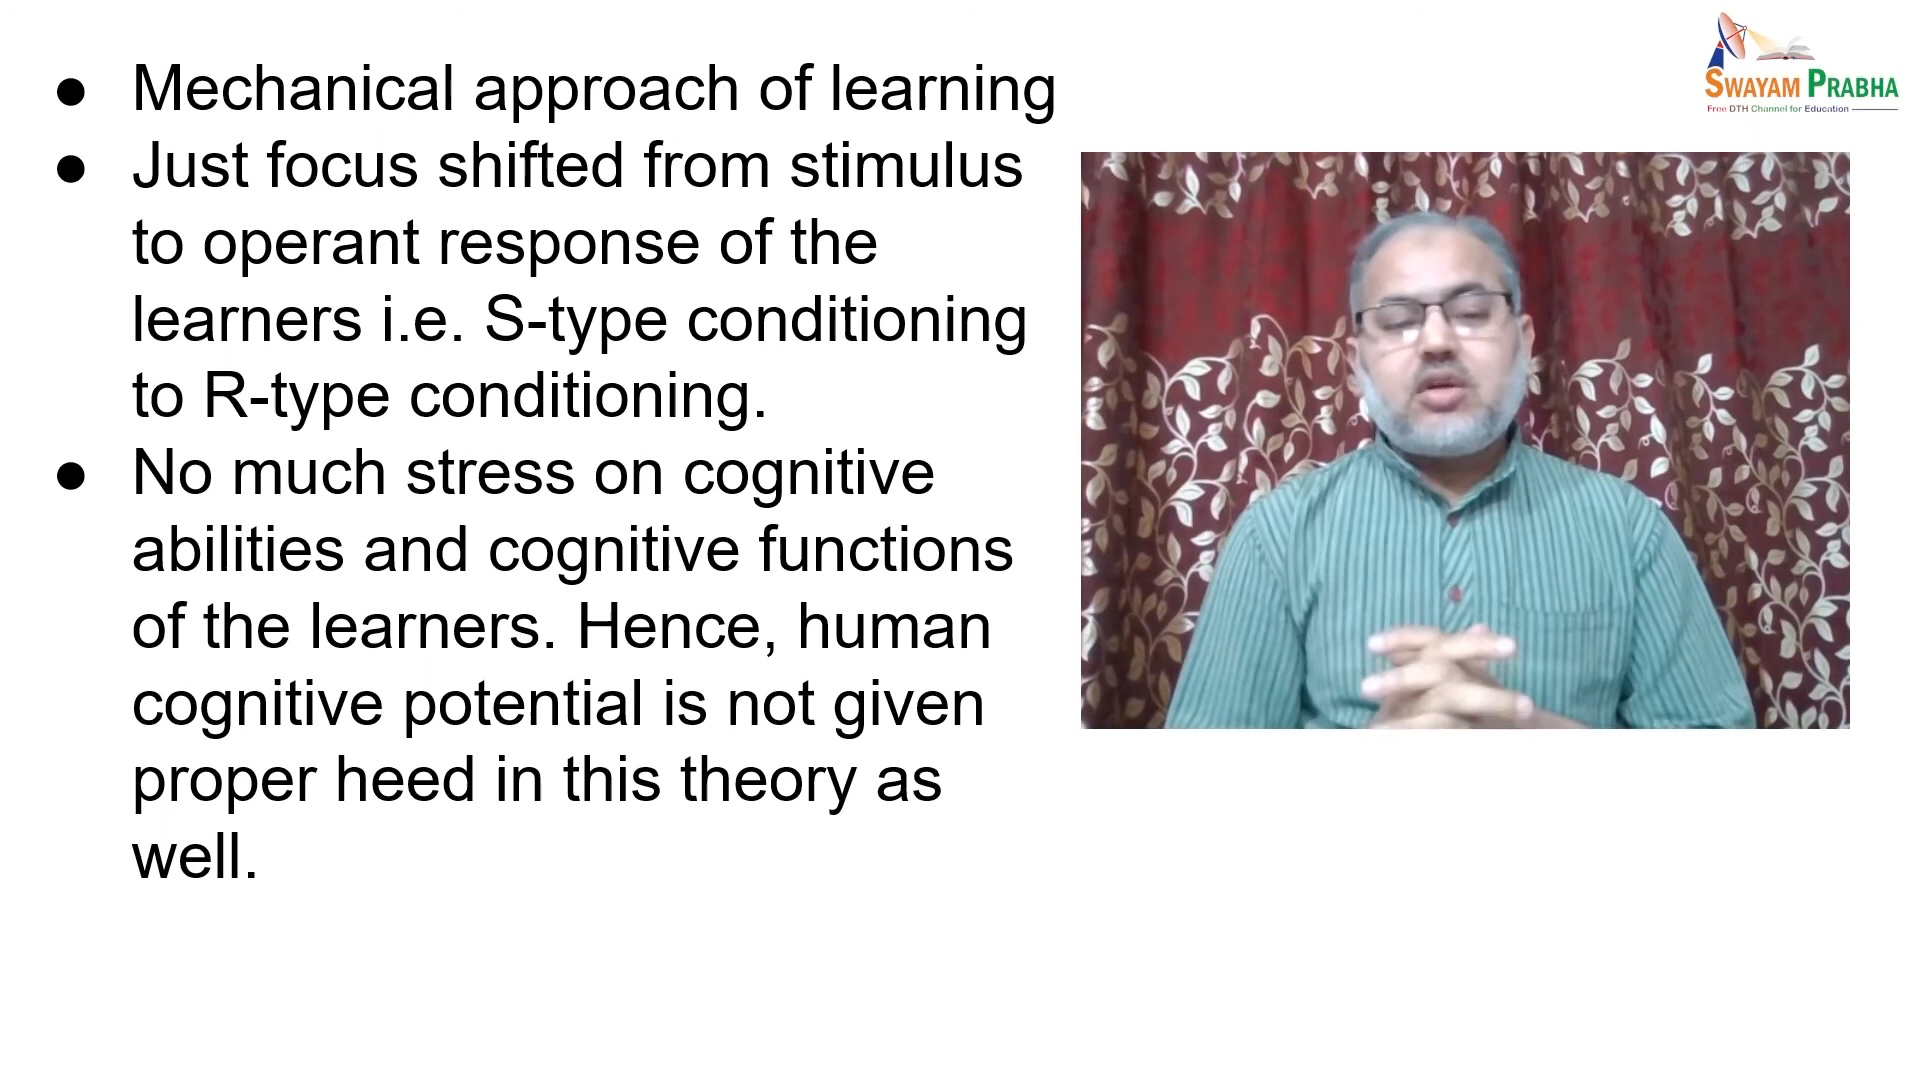 ● Mechanical approach of learning
● Just focus shifted from stimulus
to operant response of the
learners i.e. S-type conditioning
to R-type conditioning.
● No much stress on cognitive
abilities and cognitive functions
of the learners. Hence, human
cognitive potential is not given
proper heed in this theory as
well.
SWAYAM PRABHA
Free DTH Channel for Education